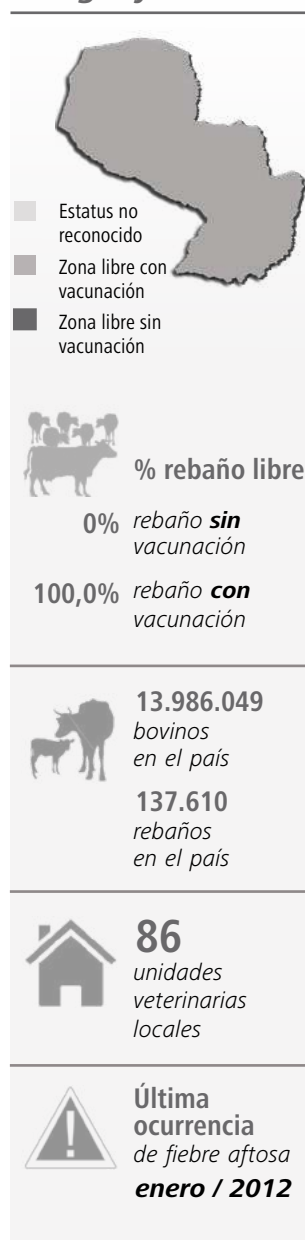 Estatus no
reconocido
Zona libre con
vacunación
Zona libre sin
vacunación
% rebaño libre
0% rebaño sin
vacunación
100,0% rebaño con
vacunación
13.986.049
bovinos
en el país
137.610
rebaños
en el país
86
unidades
veterinarias
locales
Última
ocurrencia
de fiebre aftosa
enero / 2012